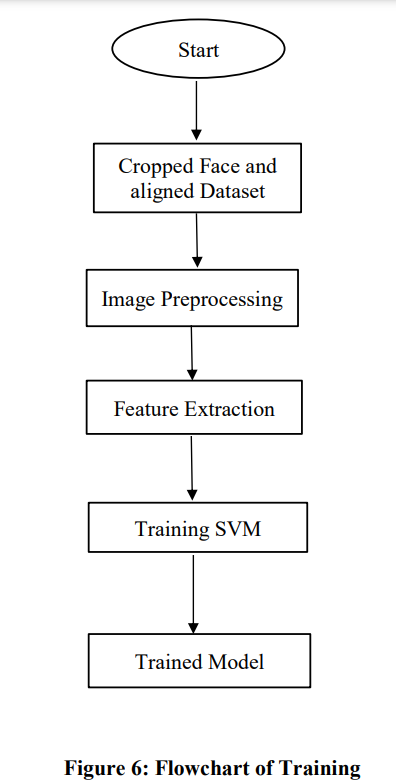 Start
Cropped Face and
aligned Dataset
Image Preprocessing
Feature Extraction
Training SVM
Trained Model
Figure 6: Flowchart of Training